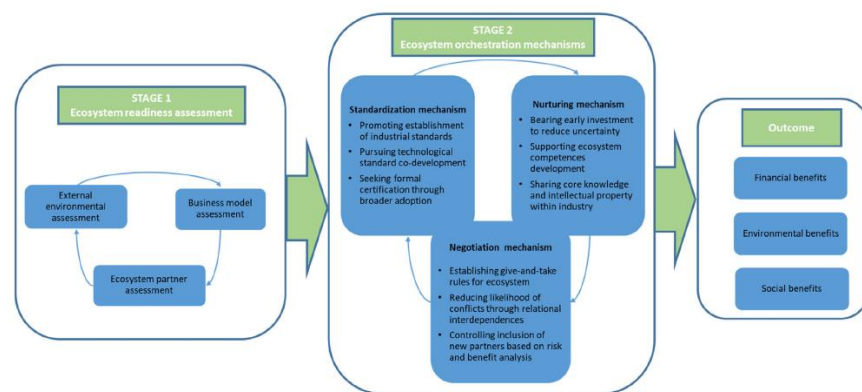 STAGE 1
Ecosystem readiness assessment
External
environmental assessment
Business model
assessment
Ecosystem partner
assessment
STAGE 2
Ecosystem orchestration mechanisms
Standardization mechanism
• Promoting establishment
of industrial standards
• Pursuing technological
standard co-development
• Seeking formal
certification through
broader adoption
Nurturing mechanism
• Bearing early investment
to reduce uncertainty
• Supporting ecosystem
competences
development
• Sharing core knowledge
and intellectual property
within industry
Negotiation mechanism
• Establishing give-and-take
rules for ecosystem
• Reducing likelihood of
conflicts through relational
interdependences
• Controlling inclusion of
new partners based on risk
and benefit analysis
Outcome
Financial benefits
Environmental benefits
Social benefits